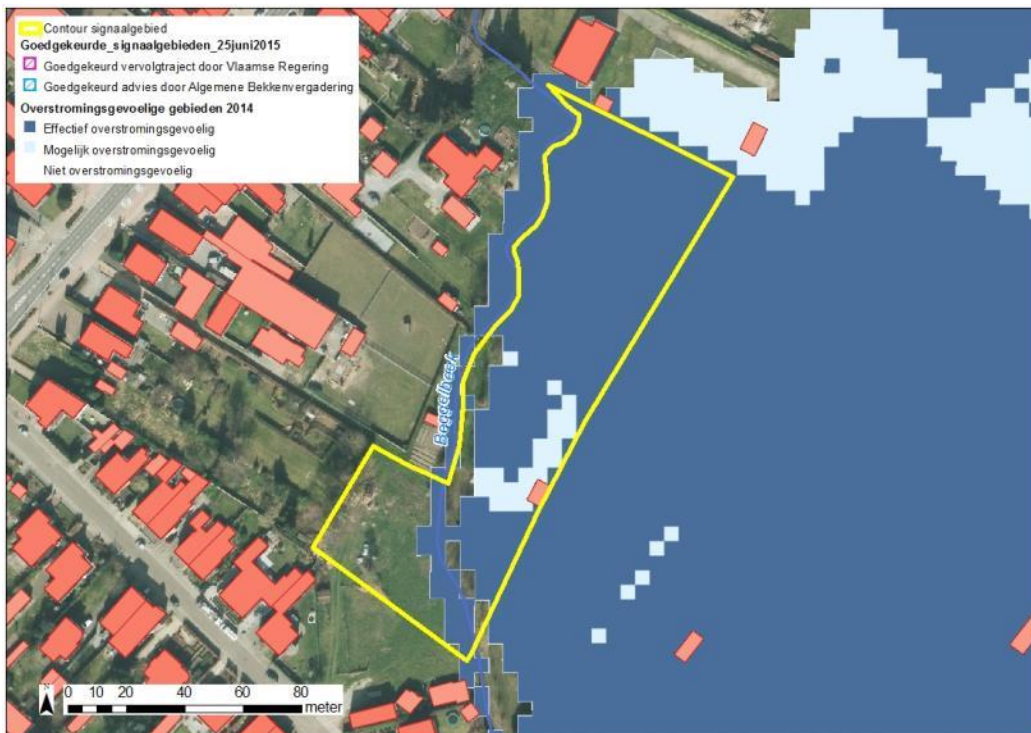 Contour signaalgebied
Goedgekeurde_signaalgebieden_25juni2015
Goedgekeurd vervolgtraject door Vlaamse Regering
Goedgekeurd advies door Algemene Bekkenvergadering
Overstromingsgevoelige gebieden 2014
Effectief overstromingsgevoelig
Mogelijk overstromingsgevoelig
Niet overstromingsgevoelig
Beggelbeek
0 10 20 40 60 80
meter